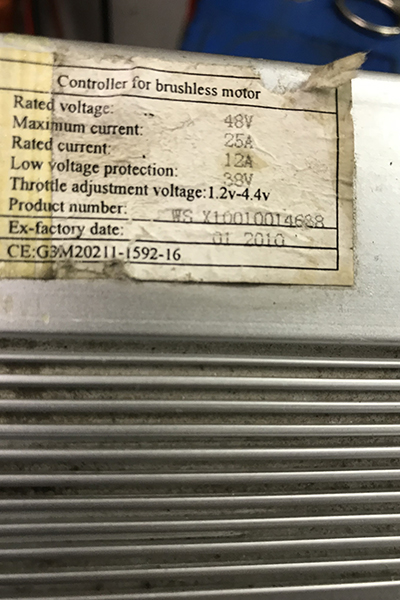 Controller for brushless motor
Rated voltage: 48V
Maximum current: 25A
Rated current: 12A
Low voltage protection: 38V
Throttle adjustment voltage:1.2v-4.4v
Product number: WS X10010014688
Ex-factory date: 01 2010
CE:G3M20211-1592-16